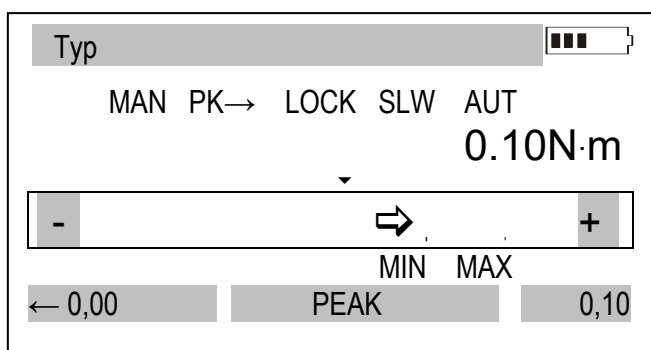 Typ
MAN PK→ LOCK SLW AUT
0.10N·m
- +
MIN MAX
← 0,00 PEAK 0,10